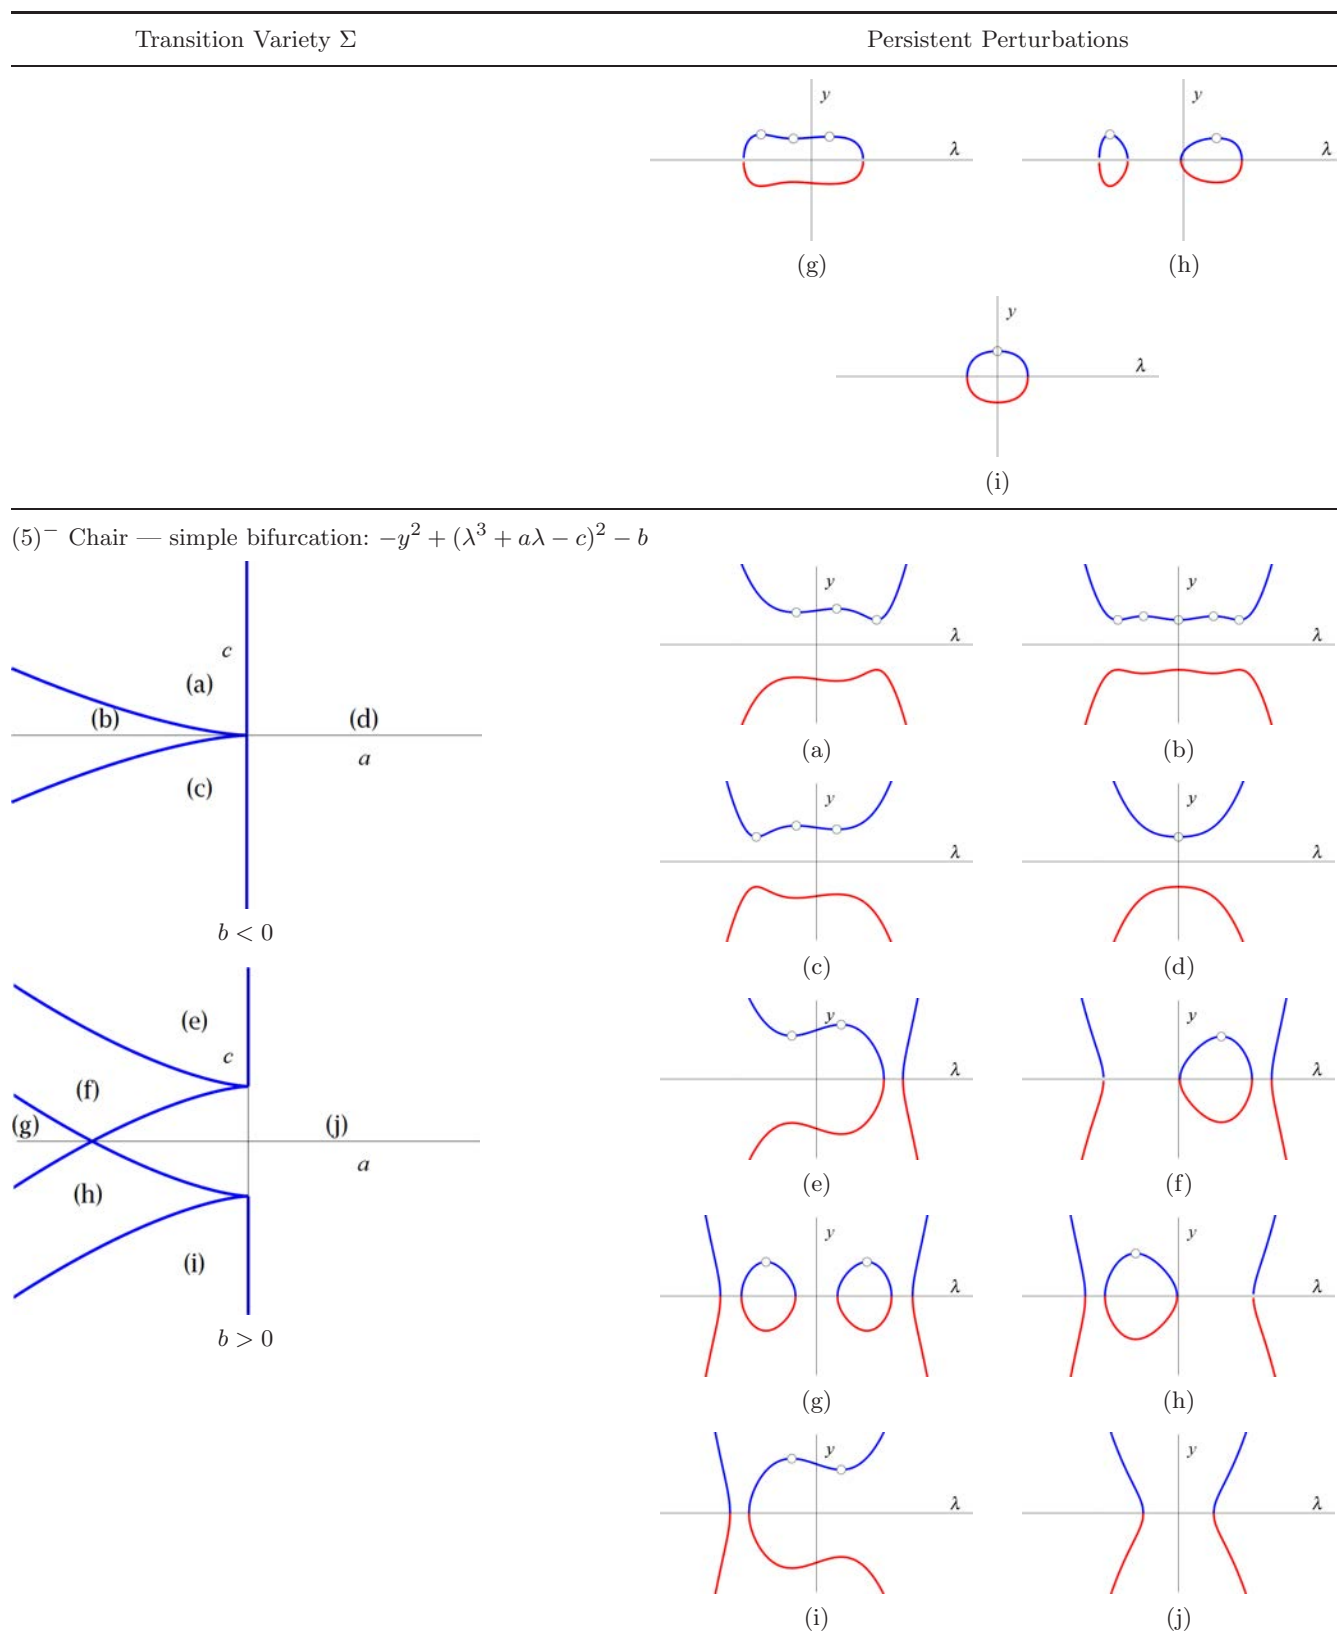 Transition Variety Σ Persistent Perturbations
y y
λ λ
(g) (h)
y
λ
(i)
(5)⁻ Chair — simple bifurcation: −y² + (λ³ + aλ − c)² − b
c
(a)
(b) (d)
a
(c)
b < 0
y y
λ λ
(a) (b)
y y
λ λ
(c) (d)
(e)
c
(f)
(g) (j)
a
(h)
(i)
b > 0
y y
λ λ
(e) (f)
y y
λ λ
(g) (h)
y y
λ λ
(i) (j)